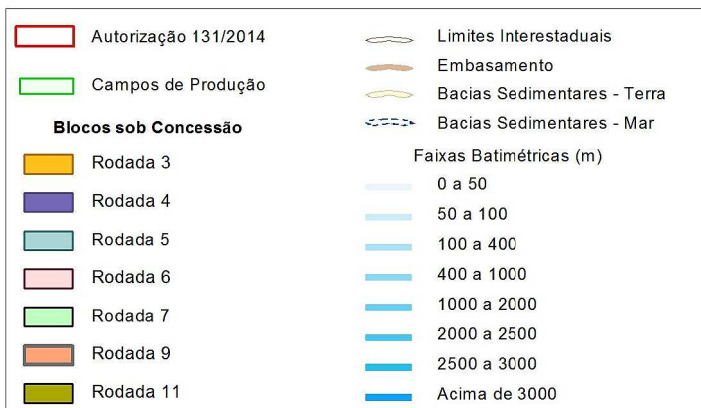 Autorização 131/2014
Campos de Produção
Blocos sob Concessão
Rodada 3
Rodada 4
Rodada 5
Rodada 6
Rodada 7
Rodada 9
Rodada 11
Limites Interestaduais
Embasamento
Bacias Sedimentares - Terra
Bacias Sedimentares - Mar
Faixas Batimétricas (m)
0 a 50
50 a 100
100 a 400
400 a 1000
1000 a 2000
2000 a 2500
2500 a 3000
Acima de 3000